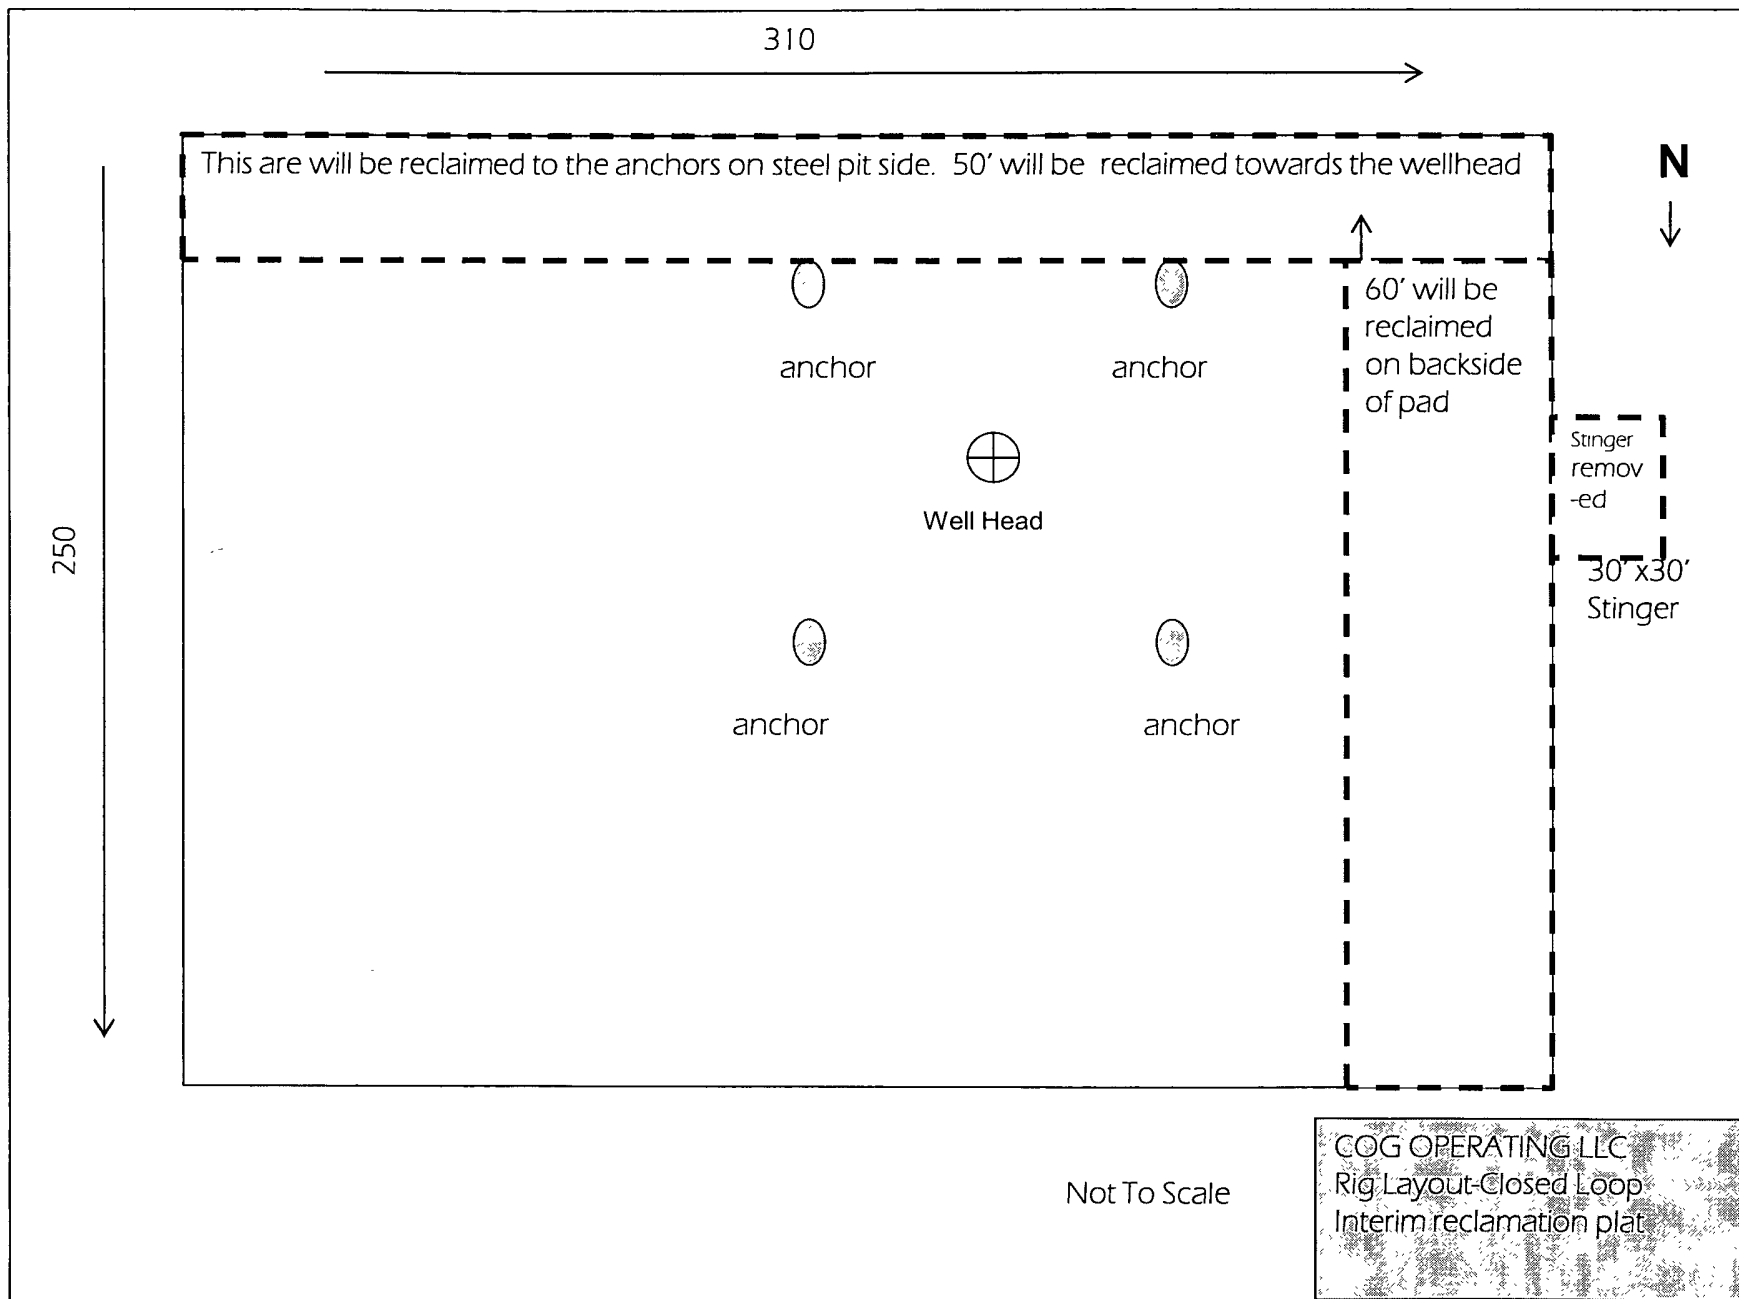 310
This are will be reclaimed to the anchors on steel pit side. 50' will be reclaimed towards the wellhead
N
60' will be
reclaimed
on backside
of pad
anchor
anchor
Stinger
remov
-ed
Well Head
250
30' x30'
Stinger
anchor
anchor
Not To Scale
COG OPERATING LLC
Rig Layout-Closed Loop
Interim reclamation plat